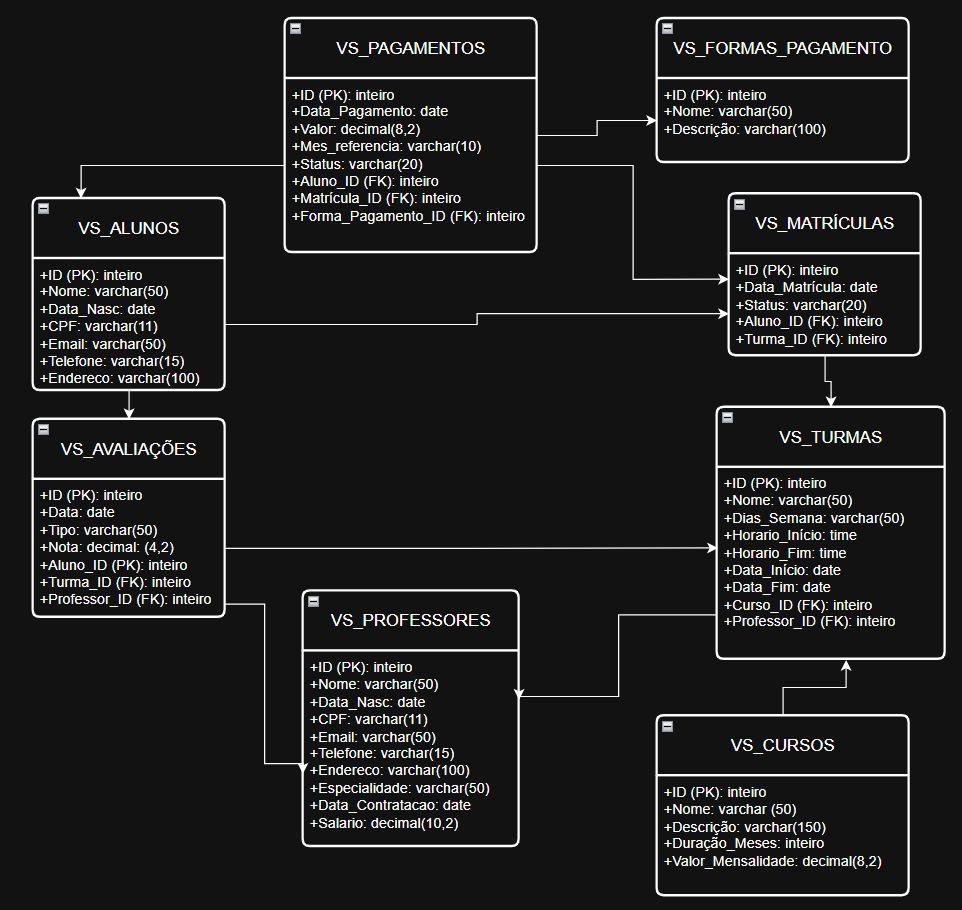 VS_PAGAMENTOS
+ID (PK): inteiro
+Data_Pagamento: date
+Valor: decimal(8,2)
+Mes_referencia: varchar(10)
+Status: varchar(20)
+Aluno_ID (FK): inteiro
+Matrícula_ID (FK): inteiro
+Forma_Pagamento_ID (FK): inteiro
VS_FORMAS_PAGAMENTO
+ID (PK): inteiro
+Nome: varchar(50)
+Descrição: varchar(100)
VS_ALUNOS
+ID (PK): inteiro
+Nome: varchar(50)
+Data_Nasc: date
+CPF: varchar(11)
+Email: varchar(50)
+Telefone: varchar(15)
+Endereco: varchar(100)
VS_MATRÍCULAS
+ID (PK): inteiro
+Data_Matrícula: date
+Status: varchar(20)
+Aluno_ID (FK): inteiro
+Turma_ID (FK): inteiro
VS_AVALIAÇÕES
+ID (PK): inteiro
+Data: date
+Tipo: varchar(50)
+Nota: decimal: (4,2)
+Aluno_ID (PK): inteiro
+Turma_ID (FK): inteiro
+Professor_ID (FK): inteiro
VS_TURMAS
+ID (PK): inteiro
+Nome: varchar(50)
+Dias_Semana: varchar(50)
+Horario_Início: time
+Horario_Fim: time
+Data_Início: date
+Data_Fim: date
+Curso_ID (FK): inteiro
+Professor_ID (FK): inteiro
VS_PROFESSORES
+ID (PK): inteiro
+Nome: varchar(50)
+Data_Nasc: date
+CPF: varchar(11)
+Email: varchar(50)
+Telefone: varchar(15)
+Endereco: varchar(100)
+Especialidade: varchar(50)
+Data_Contratacao: date
+Salario: decimal(10,2)
VS_CURSOS
+ID (PK): inteiro
+Nome: varchar (50)
+Descrição: varchar(150)
+Duração_Meses: inteiro
+Valor_Mensalidade: decimal(8,2)